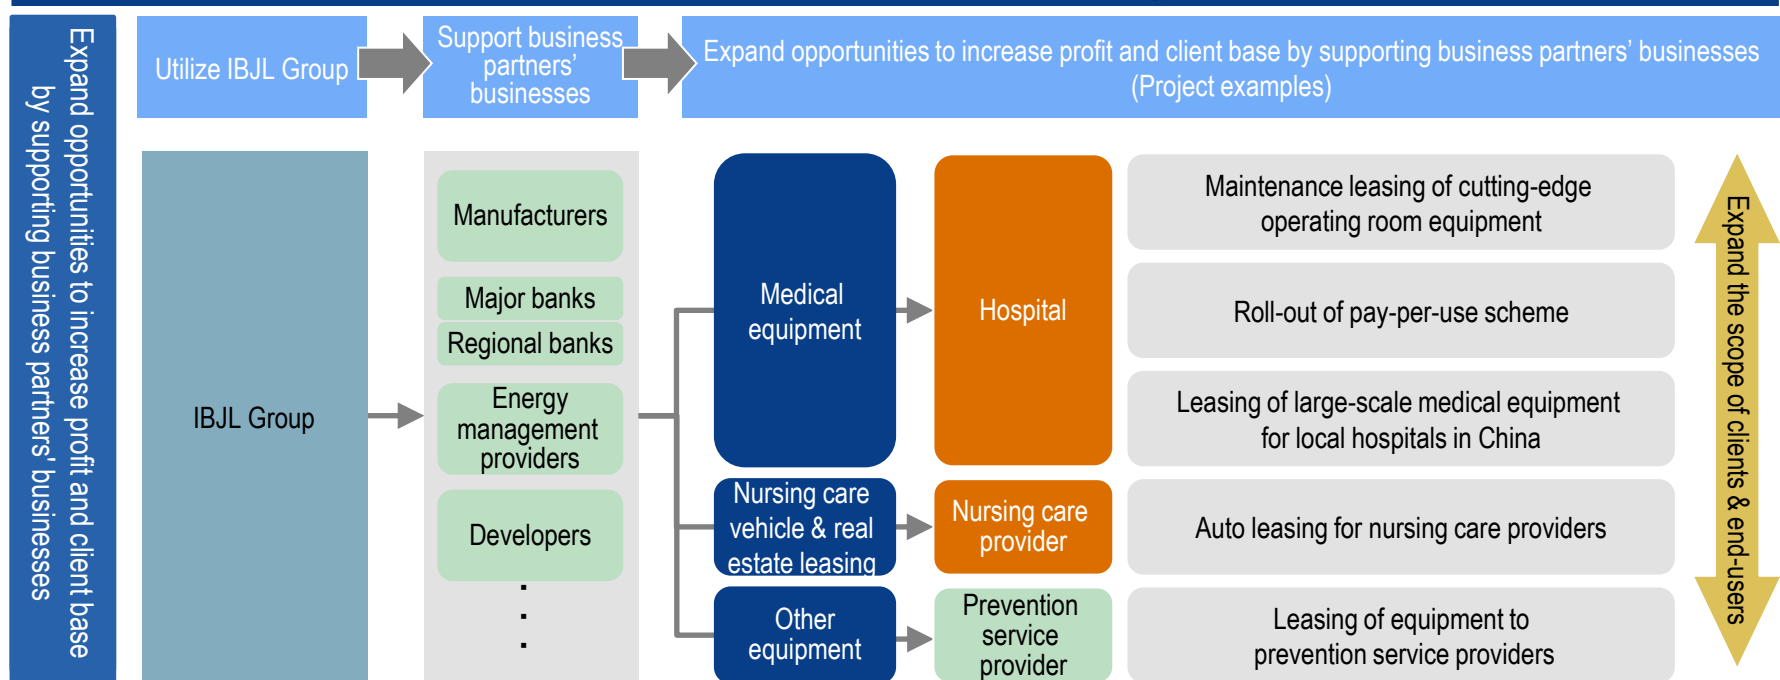 Expand opportunities to increase profit and client base
by supporting business partners' businesses
Utilize IBJL Group
Support business
partners’
businesses
Expand opportunities to increase profit and client base by supporting business partners’ businesses
(Project examples)
IBJL Group
Manufacturers
Major banks
Regional banks
Energy
management
providers
Developers
.
.
.
Medical
equipment
Hospital
Maintenance leasing of cutting-edge
operating room equipment
Roll-out of pay-per-use scheme
Leasing of large-scale medical equipment
for local hospitals in China
Nursing care
vehicle & real
estate leasing
Nursing care
provider
Auto leasing for nursing care providers
Other
equipment
Prevention
service
provider
Leasing of equipment to
prevention service providers
Expand the scope of clients & end-users